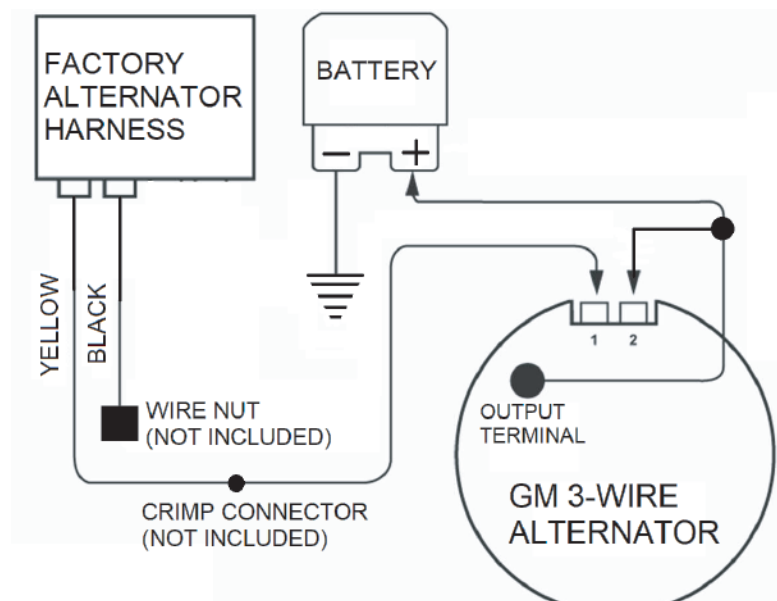 FACTORY
ALTERNATOR
HARNESS
BATTERY
− +
YELLOW
BLACK
1 2
WIRE NUT
(NOT INCLUDED)
OUTPUT
TERMINAL
CRIMP CONNECTOR
(NOT INCLUDED)
GM 3-WIRE
ALTERNATOR